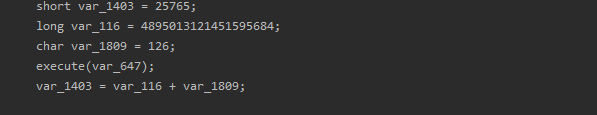 short var_1403 = 25765;
long var_116 = 4895013121451595684;
char var_1809 = 126;
execute(var_647);
var_1403 = var_116 + var_1809;